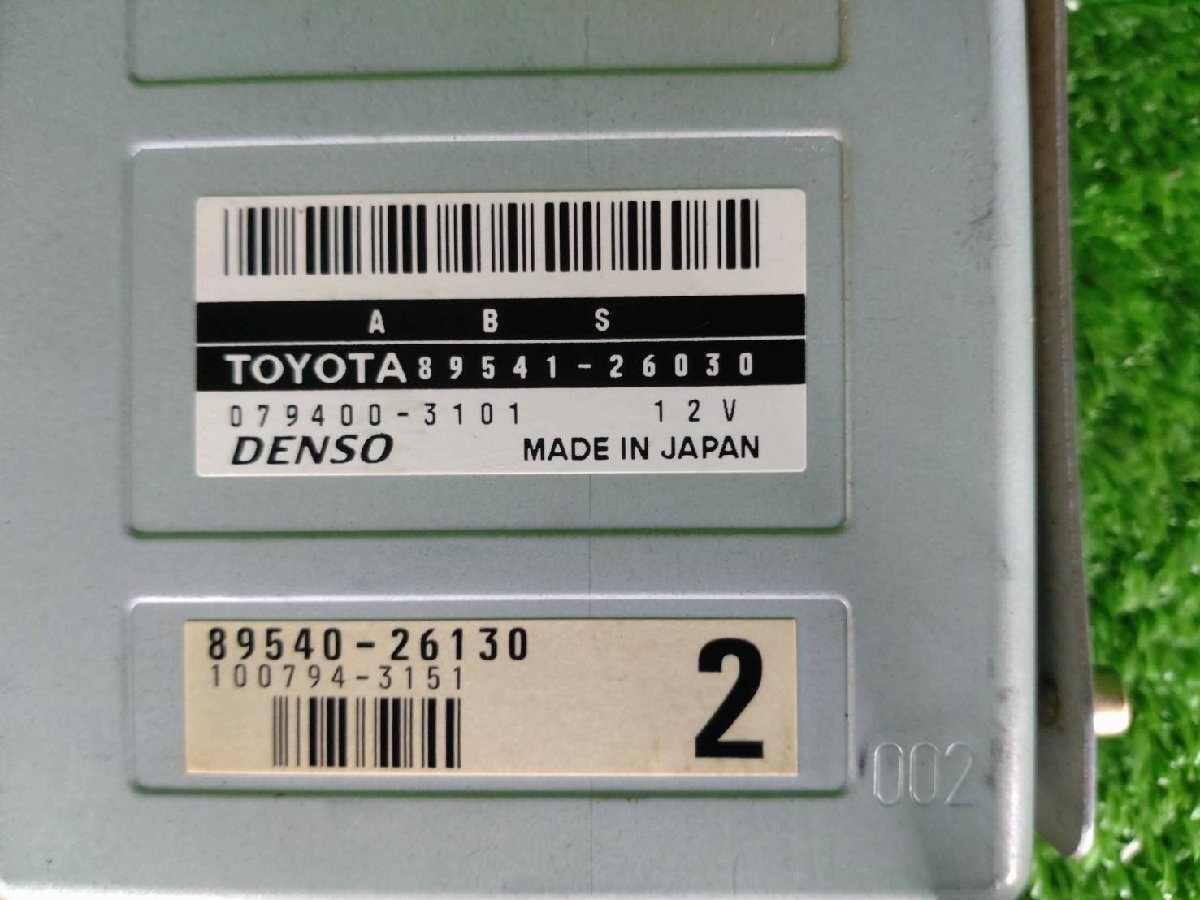 A B S
TOYOTA 89541-26030
079400-3101 12V
DENSO MADE IN JAPAN
89540-26130
100794-3151
2
002